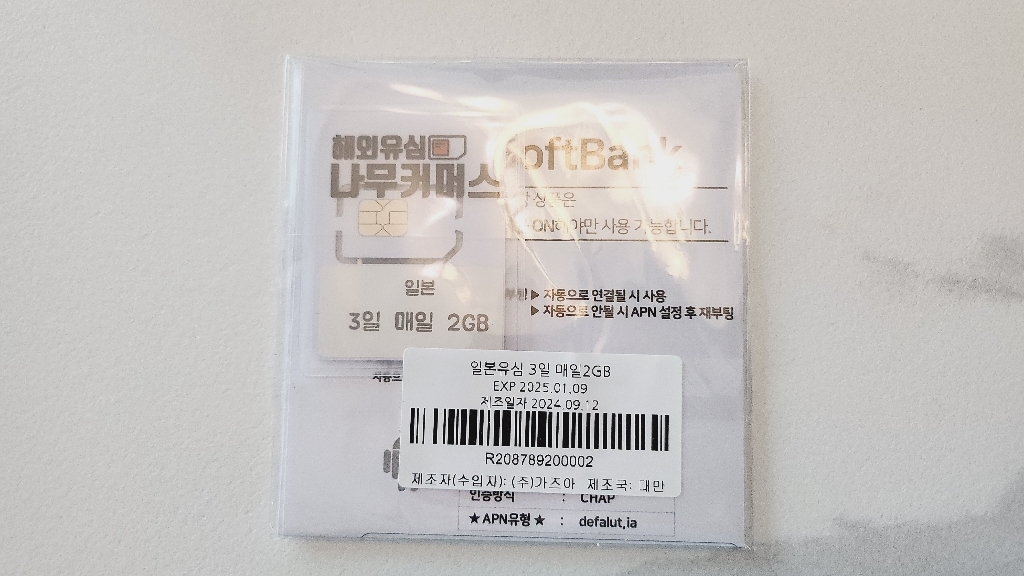 해외유심
나무커머스
oftBank
상품은
ON해야만 사용 가능합니다.
일본
3일 매일 2GB
▶ 자동으로 연결될 시 사용
▶ 자동으로 안될 시 APN 설정 후 재부팅
일본유심 3일 매일2GB
EXP 2025.01.09
제조일자 2024.09.12
R208789200002
제조자(수입자): (주)가즈아 제조국: 대만
인증방식 : CHAP
★ APN유형 ★ : defalut,ia